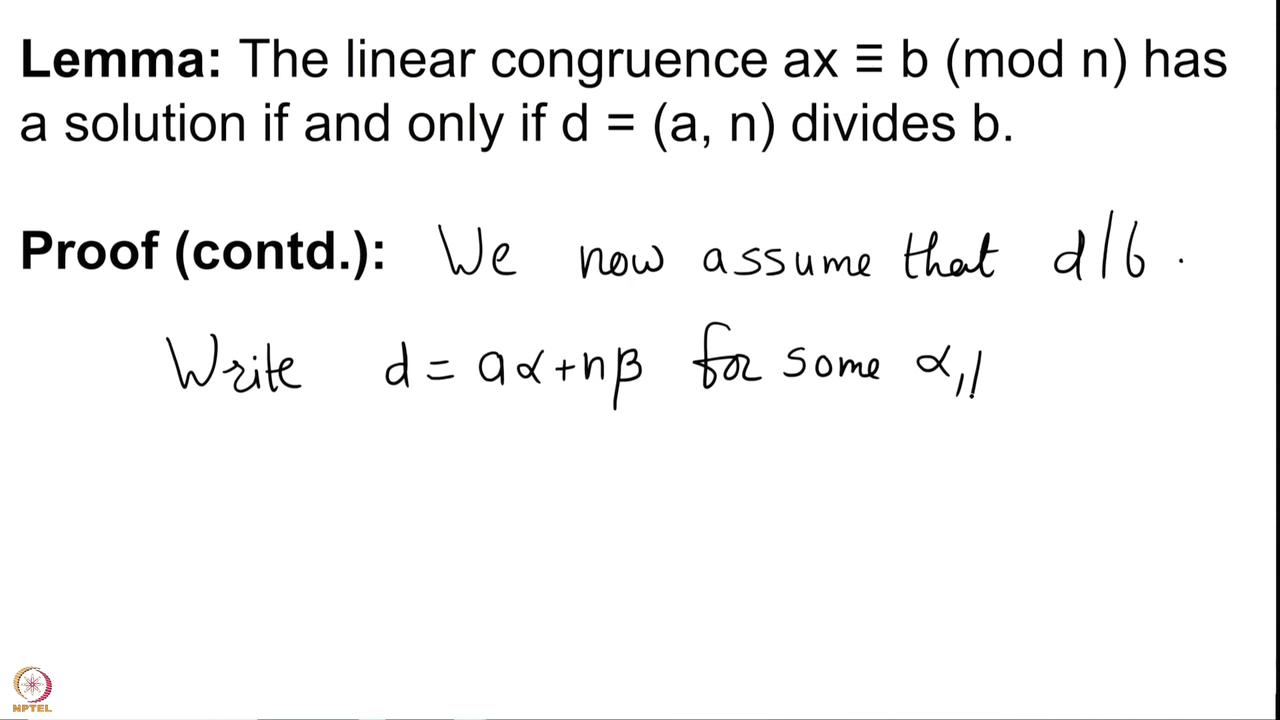 Lemma: The linear congruence ax ≡ b (mod n) has
a solution if and only if d = (a, n) divides b.
Proof (contd.): We now assume that d/b.
Write d = aα+nβ for some α,
NPTEL